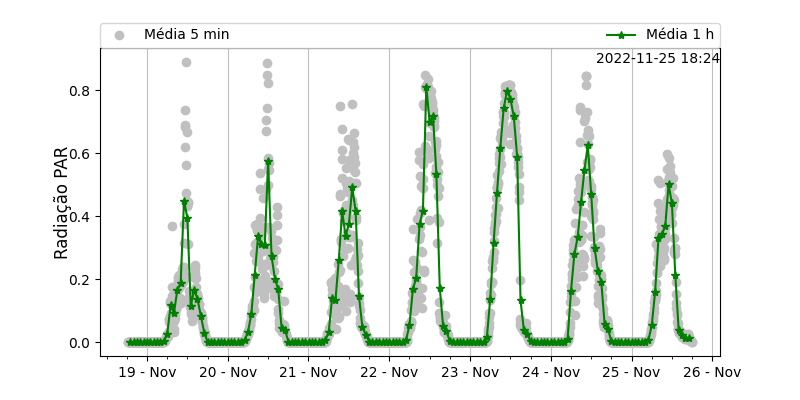 Média 5 min
Média 1 h
2022-11-25 18:24
Radiação PAR
0.8
0.6
0.4
0.2
0.0
19 - Nov
20 - Nov
21 - Nov
22 - Nov
23 - Nov
24 - Nov
25 - Nov
26 - Nov